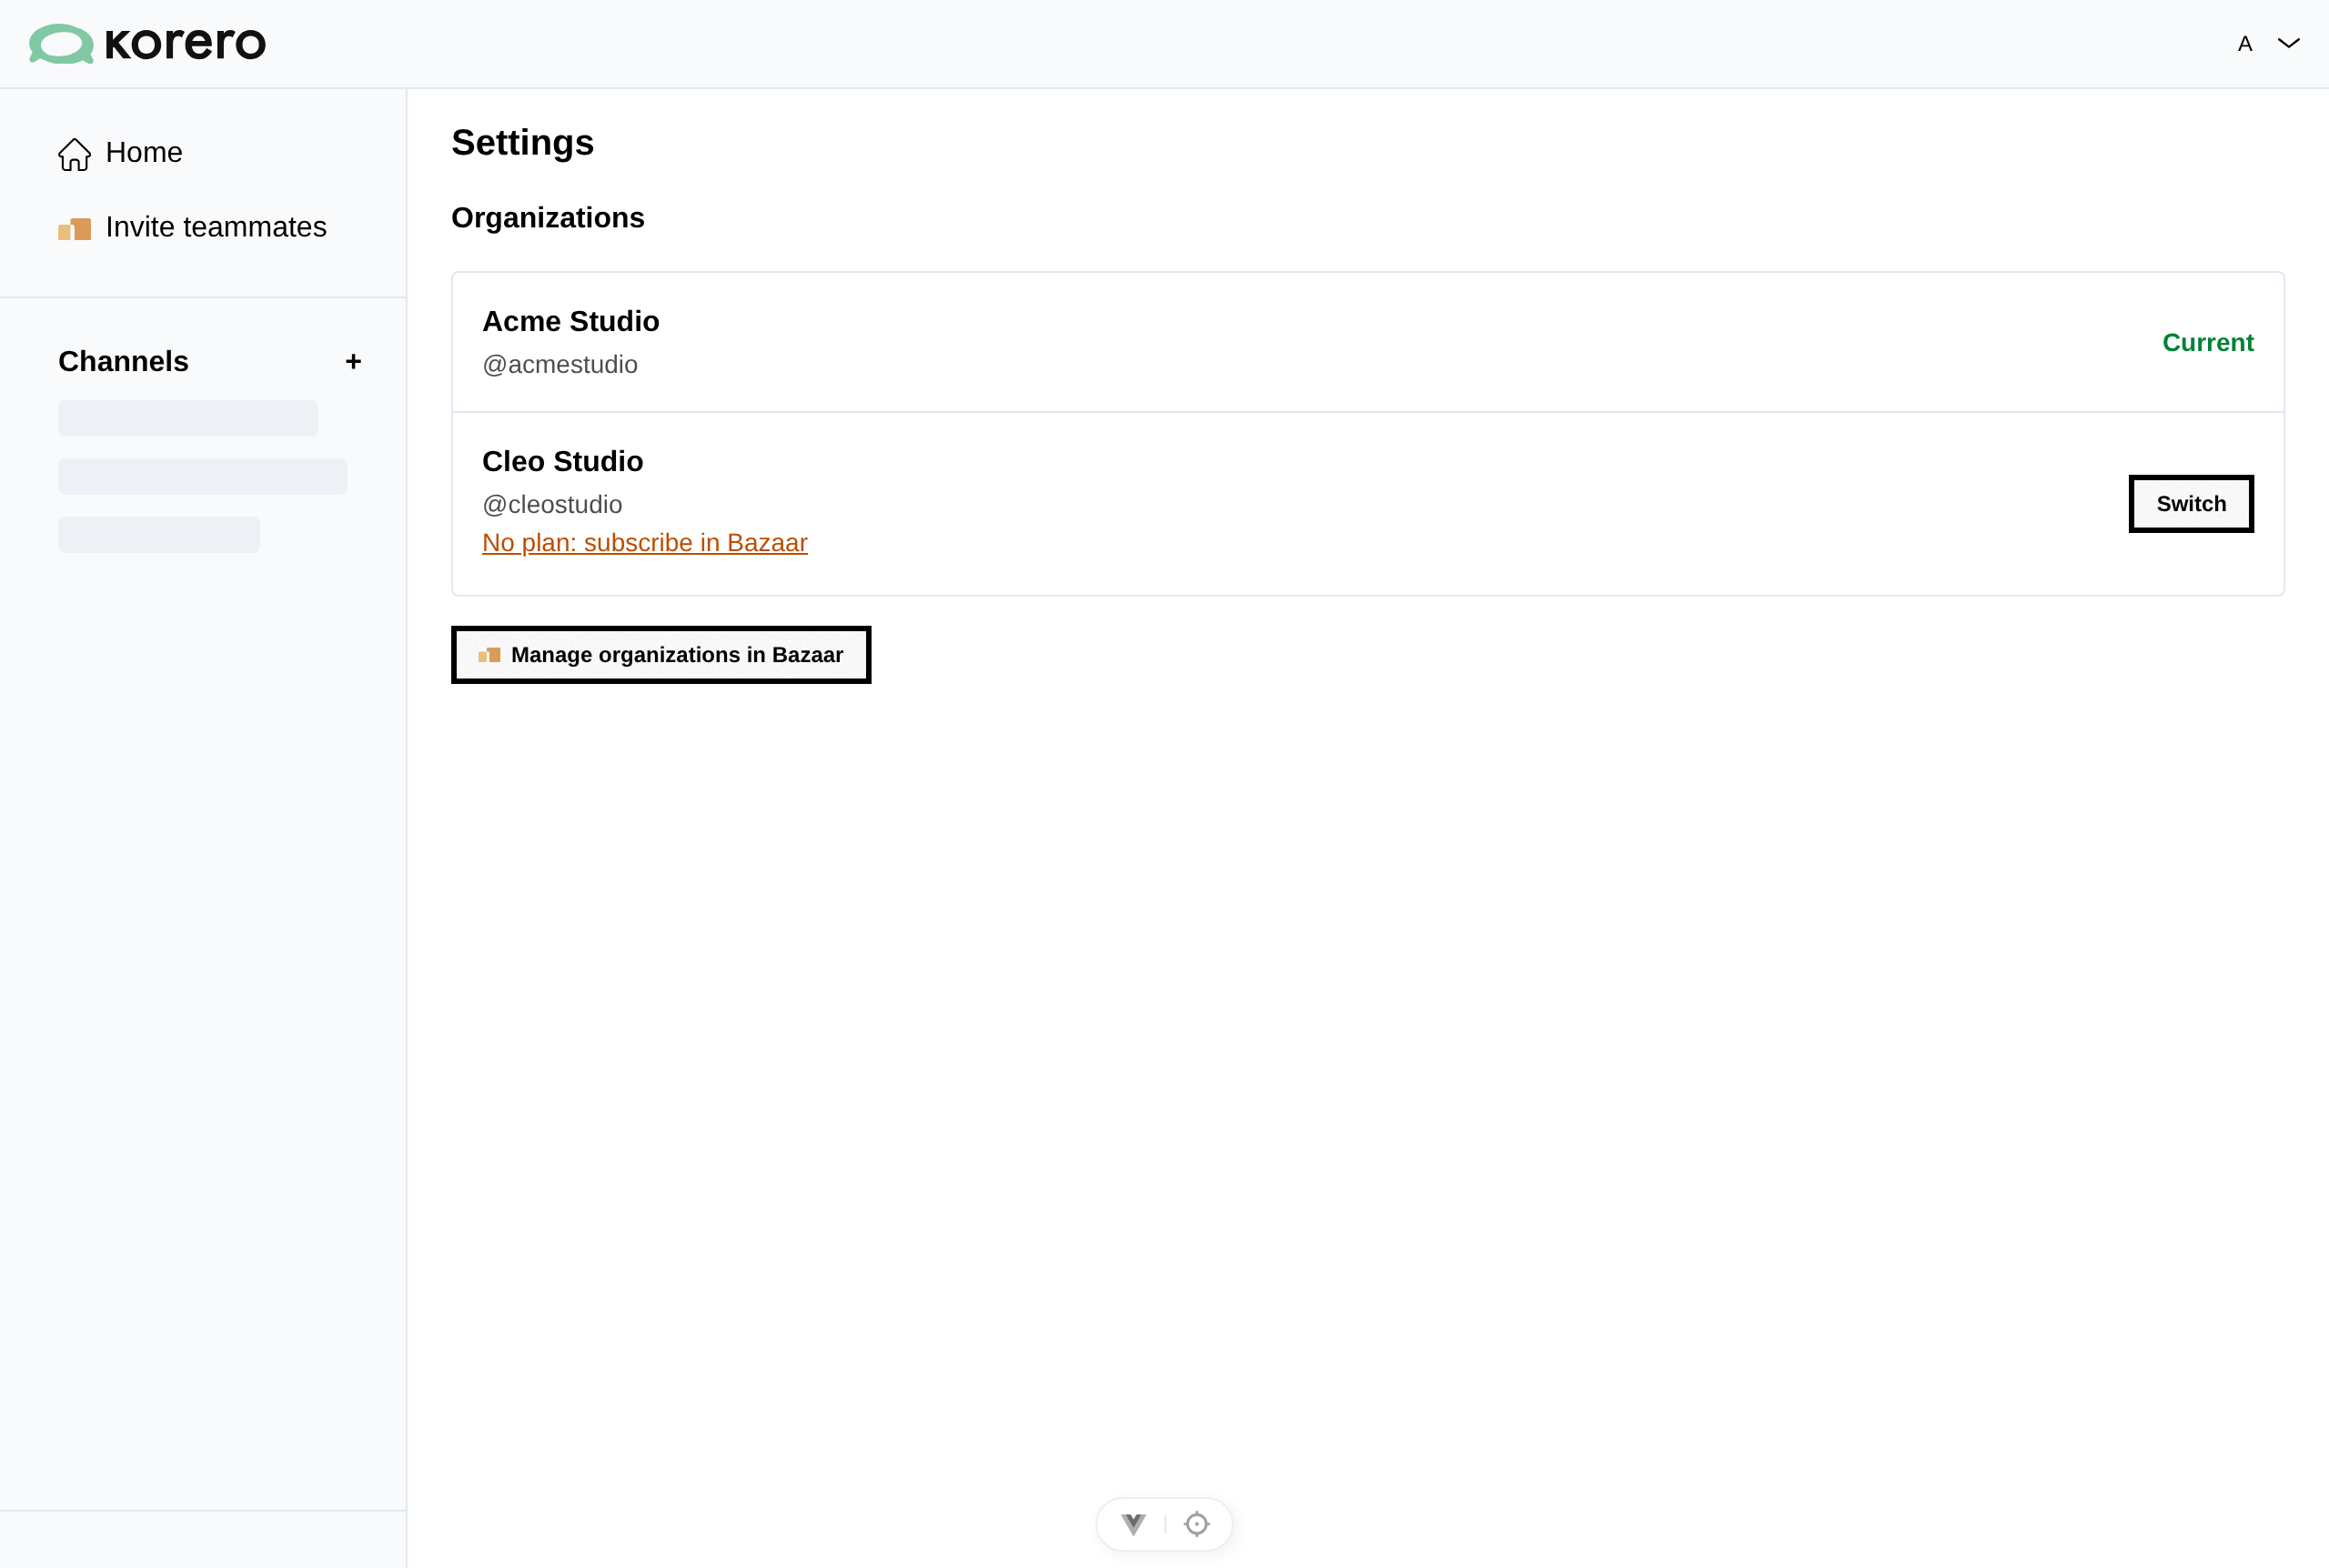 korero
A
Home
Invite teammates
Channels
+
Settings
Organizations
Acme Studio
@acmestudio
Current
Cleo Studio
@cleostudio
No plan: subscribe in Bazaar
Switch
Manage organizations in Bazaar